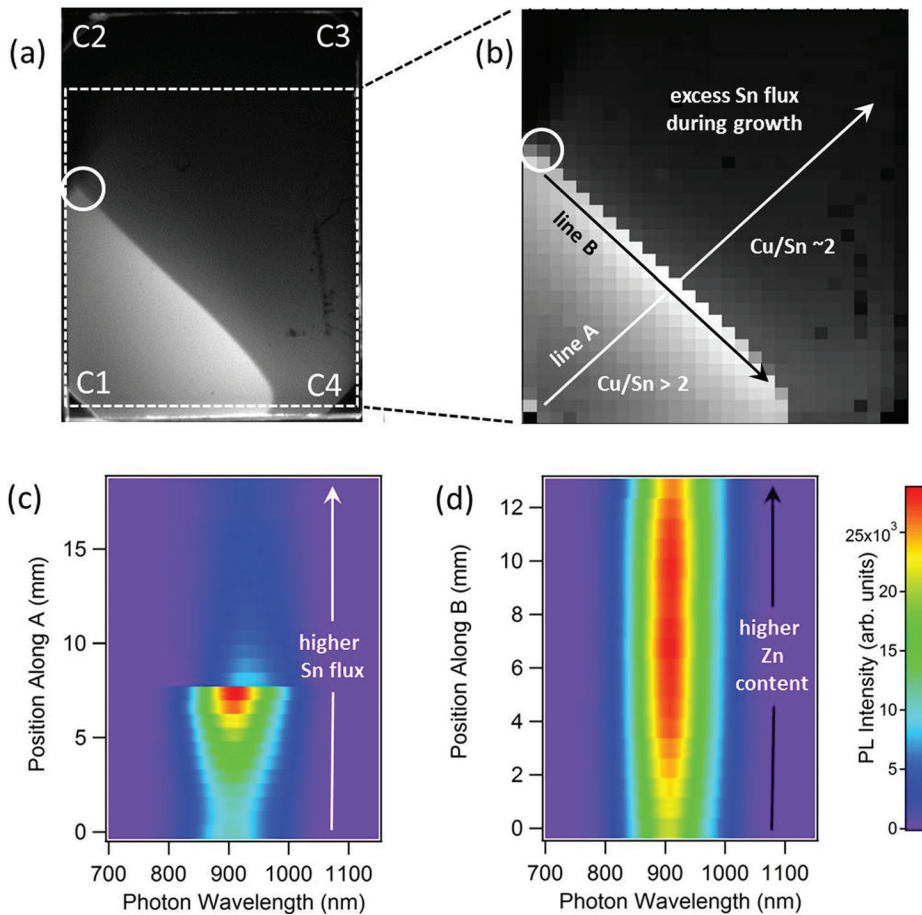 (a)
C2
C3
C1
C4
(b)
excess Sn flux
during growth
line B
Cu/Sn ~2
line A
Cu/Sn > 2
(c)
Position Along A (mm)
15
10
5
0
higher
Sn flux
700 800 900 1000 1100
Photon Wavelength (nm)
(d)
Position Along B (mm)
12
10
8
6
4
2
0
higher
Zn
content
700 800 900 1000 1100
Photon Wavelength (nm)
PL Intensity (arb. units)
25x10³
20
15
10
5
0